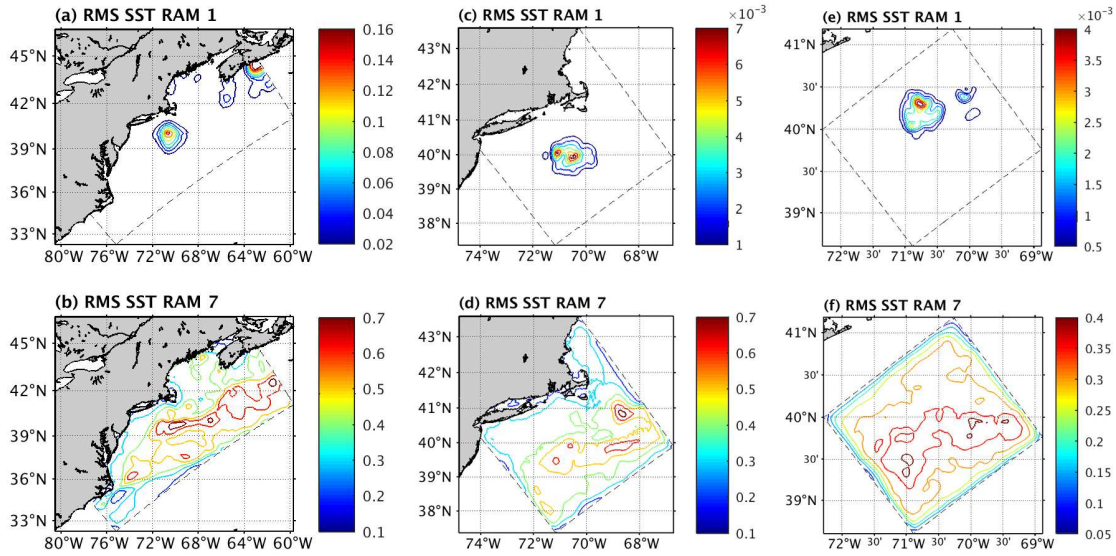 (a) RMS SST RAM 1
45°N
42°N
39°N
36°N
33°N
80°W 76°W 72°W 68°W 64°W 60°W
0.16
0.14
0.12
0.10
0.08
0.06
0.04
0.02
(c) RMS SST RAM 1
43°N
42°N
41°N
40°N
39°N
38°N
74°W 72°W 70°W 68°W
×10⁻³
7
6
5
4
3
2
1
(e) RMS SST RAM 1
41°N
30'
40°N
30'
39°N
72°W 30' 71°W 30' 70°W 30' 69°W
×10⁻³
4
3.5
3
2.5
2
1.5
1
0.5
(b) RMS SST RAM 7
45°N
42°N
39°N
36°N
33°N
80°W 76°W 72°W 68°W 64°W 60°W
0.7
0.6
0.5
0.4
0.3
0.2
0.1
(d) RMS SST RAM 7
43°N
42°N
41°N
40°N
39°N
38°N
74°W 72°W 70°W 68°W
0.7
0.6
0.5
0.4
0.3
0.2
0.1
(f) RMS SST RAM 7
41°N
30'
40°N
30'
39°N
72°W 30' 71°W 30' 70°W 30' 69°W
0.4
0.35
0.30
0.25
0.20
0.15
0.10
0.05